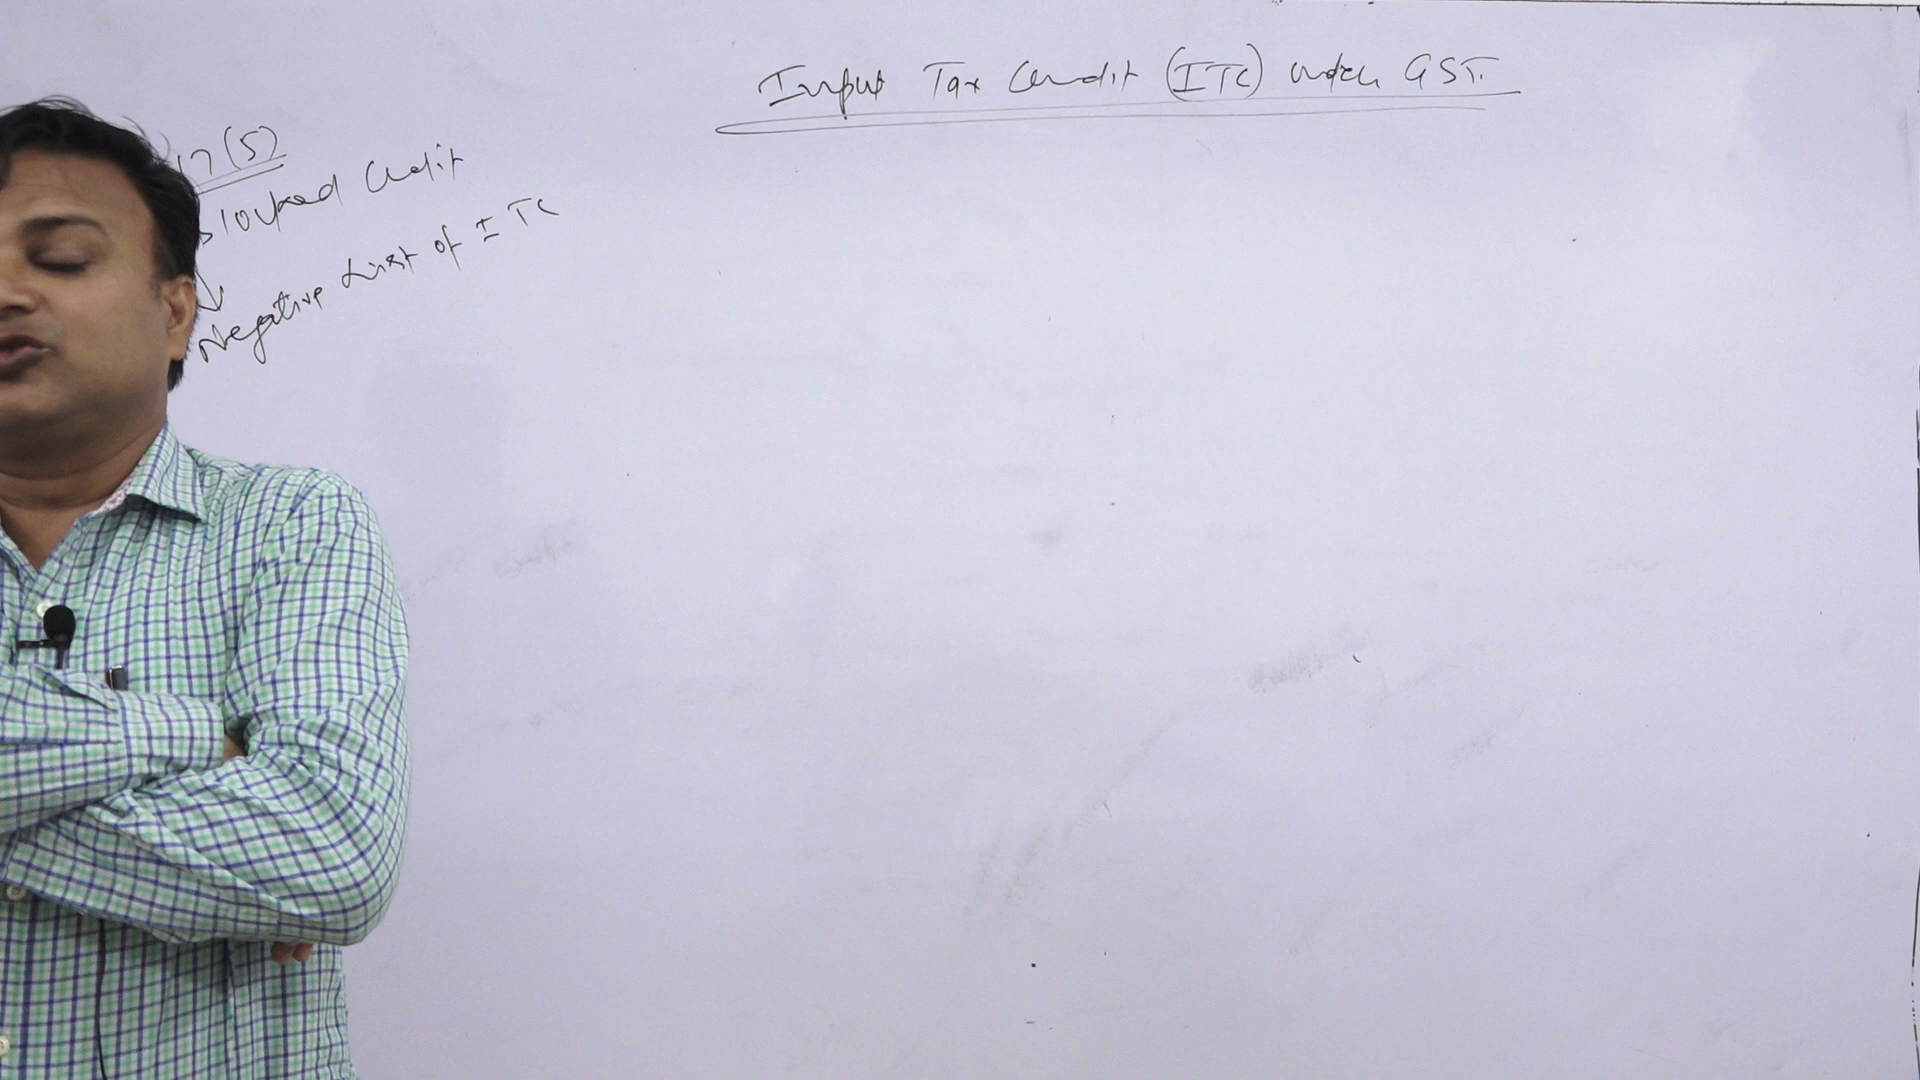 Input Tax Credit (ITC) under GST.
17(5)
Blocked Credit
↓
Negative List of ITC